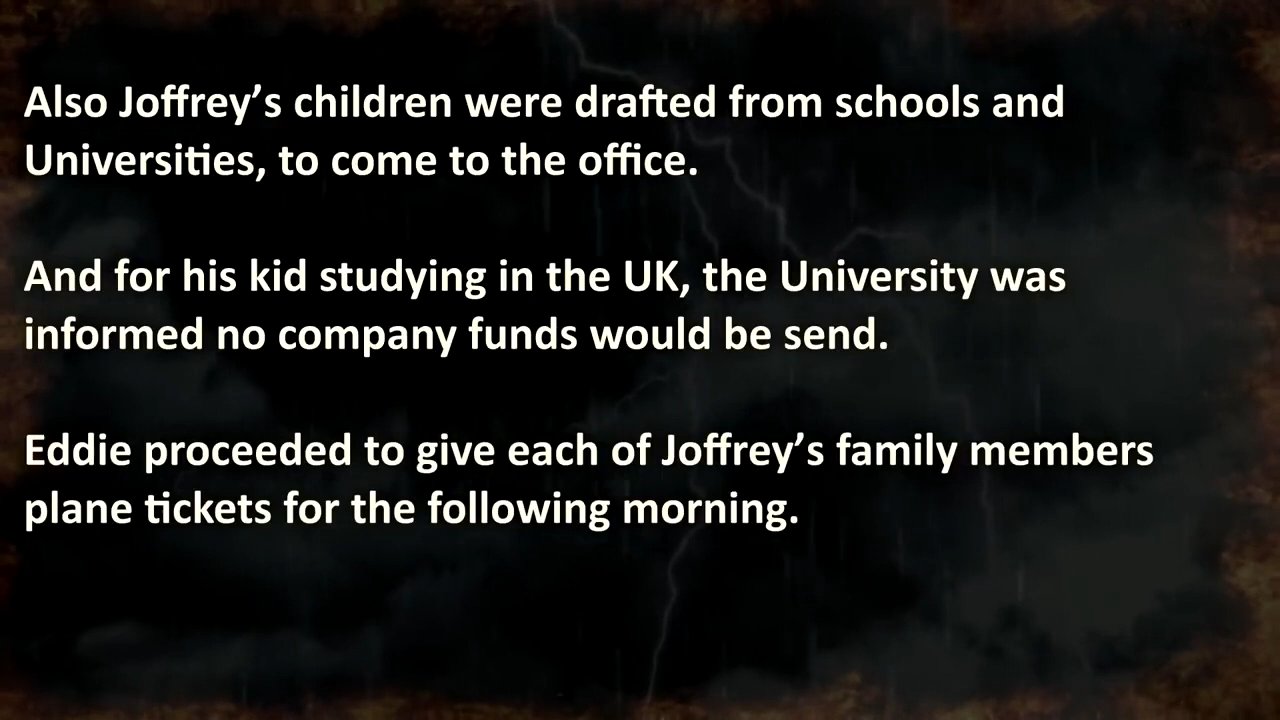 Also Joffrey’s children were drafted from schools and
Universities, to come to the office.
And for his kid studying in the UK, the University was
informed no company funds would be send.
Eddie proceeded to give each of Joffrey’s family members
plane tickets for the following morning.